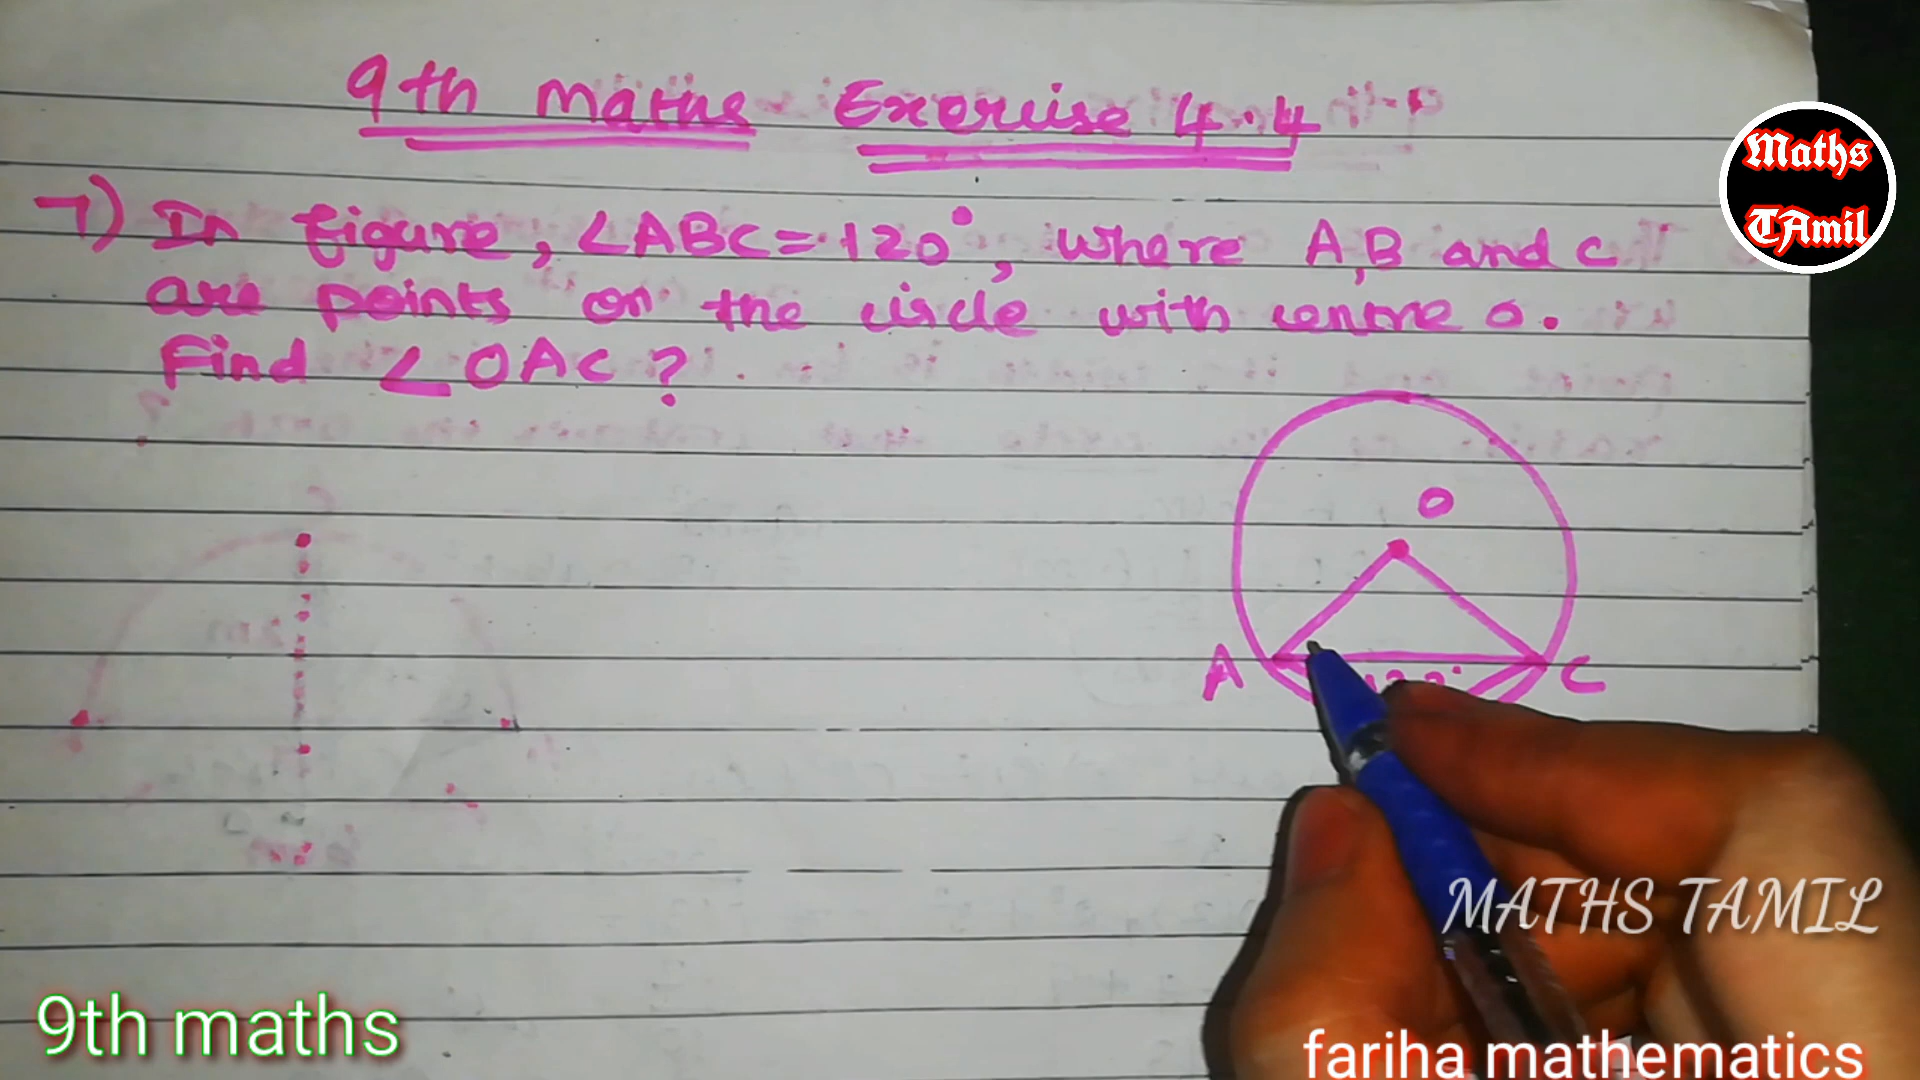 9th maths Exercise 4.4
Maths
TAmil
7) In figure, ∠ABC = 120°, where A,B and C
are points on the circle with centre O.
Find ∠OAC?
O
A
120°
C
MATHS TAMIL
9th maths
fariha mathematics